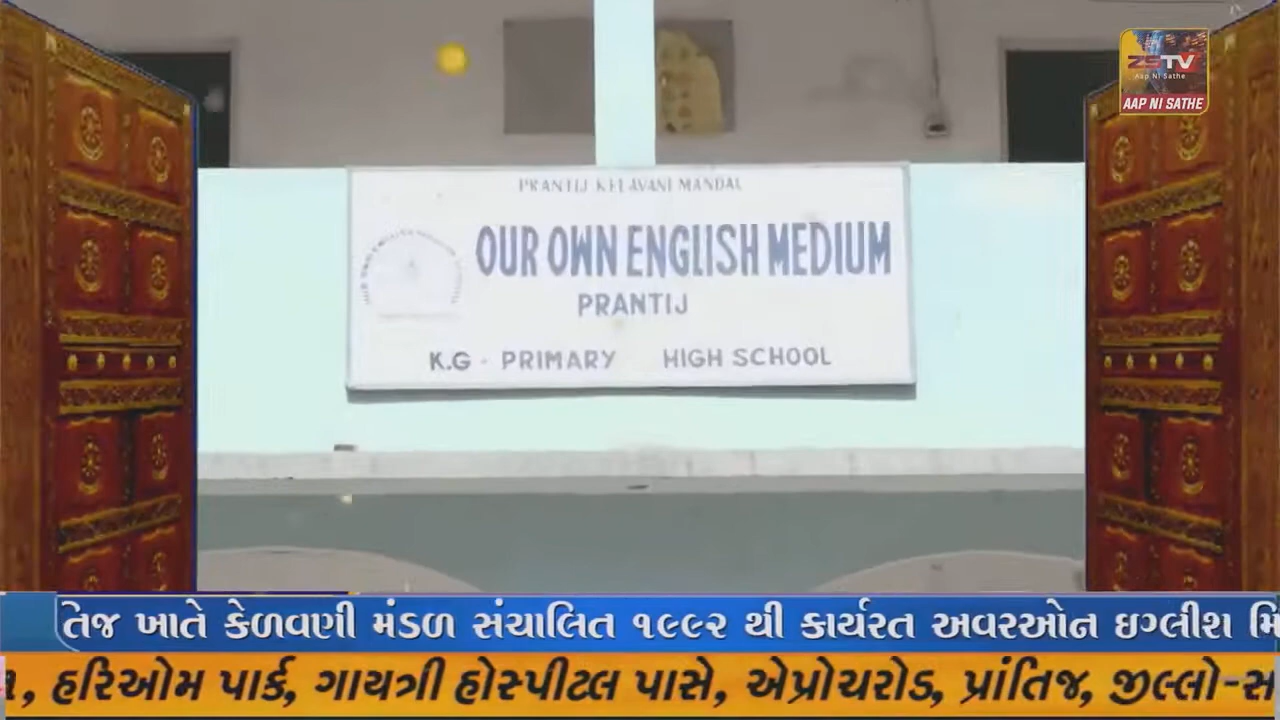 ZSTV
Aap Ni Sathe
AAP NI SATHE
PRANTIJ KELAVANI MANDAL
OUR OWN ENGLISH MEDIUM
PRANTIJ
K.G - PRIMARY HIGH SCHOOL
તિજ ખાતે કેળવણી મંડળ સંચાલિત ૧૯૯૨ થી કાર્યરત અવરઓન ઇગ્લીશ મિ
, હરિઓમ પાર્ક, ગાયત્રી હોસ્પીટલ પાસે, એપ્રોચરોડ, પ્રાંતિજ, જીલ્લો-સ